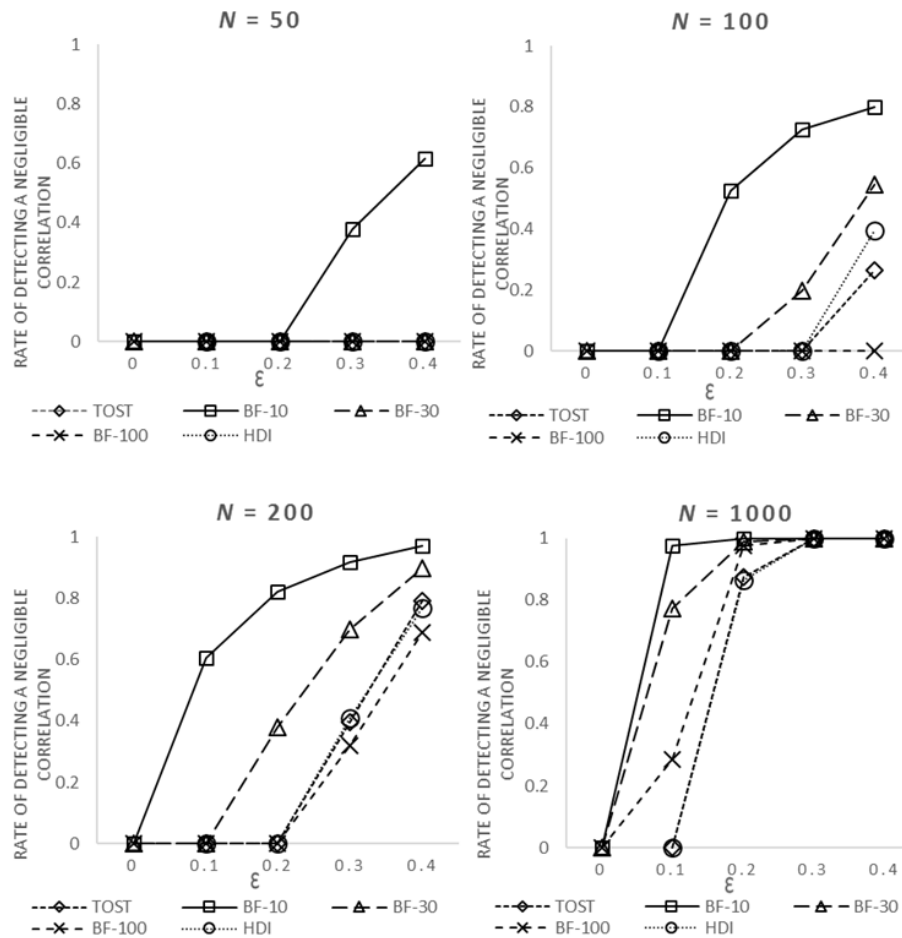 N = 50
RATE OF DETECTING A NEGLIGIBLE
CORRELATION
1
0.8
0.6
0.4
0.2
0
0 0.1 0.2 0.3 0.4
ε
TOST BF-10 BF-30
BF-100 HDI
N = 100
RATE OF DETECTING A NEGLIGIBLE
CORRELATION
1
0.8
0.6
0.4
0.2
0
0 0.1 0.2 0.3 0.4
ε
TOST BF-10 BF-30
BF-100 HDI
N = 200
RATE OF DETECTING A NEGLIGIBLE
CORRELATION
1
0.8
0.6
0.4
0.2
0
0 0.1 0.2 0.3 0.4
ε
TOST BF-10 BF-30
BF-100 HDI
N = 1000
RATE OF DETECTING A NEGLIGIBLE
CORRELATION
1
0.8
0.6
0.4
0.2
0
0 0.1 0.2 0.3 0.4
ε
TOST BF-10 BF-30
BF-100 HDI